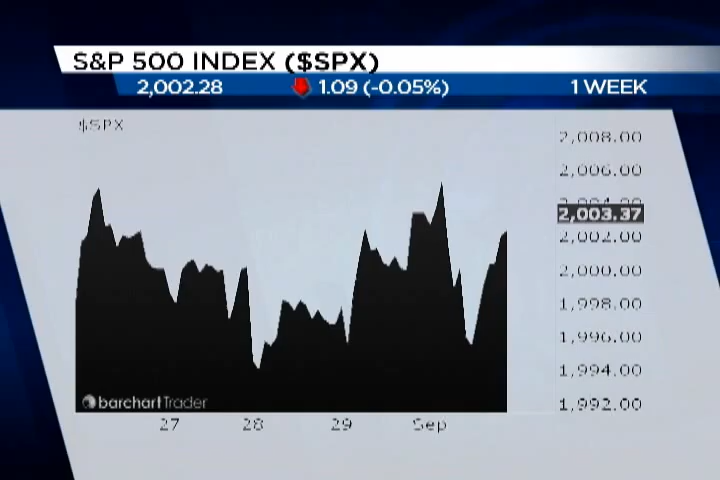 S&P 500 INDEX ($SPX)
2,002.28 1.09 (-0.05%) 1 WEEK
$SPX
2,008.00
2,006.00
2,003.37
2,002.00
2,000.00
1,998.00
1,996.00
1,994.00
1,992.00
barchartTrader
27 28 29 Sep